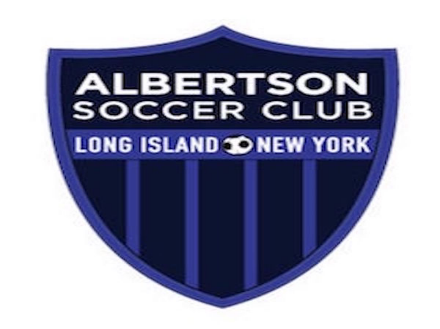 ALBERTSON
SOCCER CLUB
LONG ISLAND NEW YORK